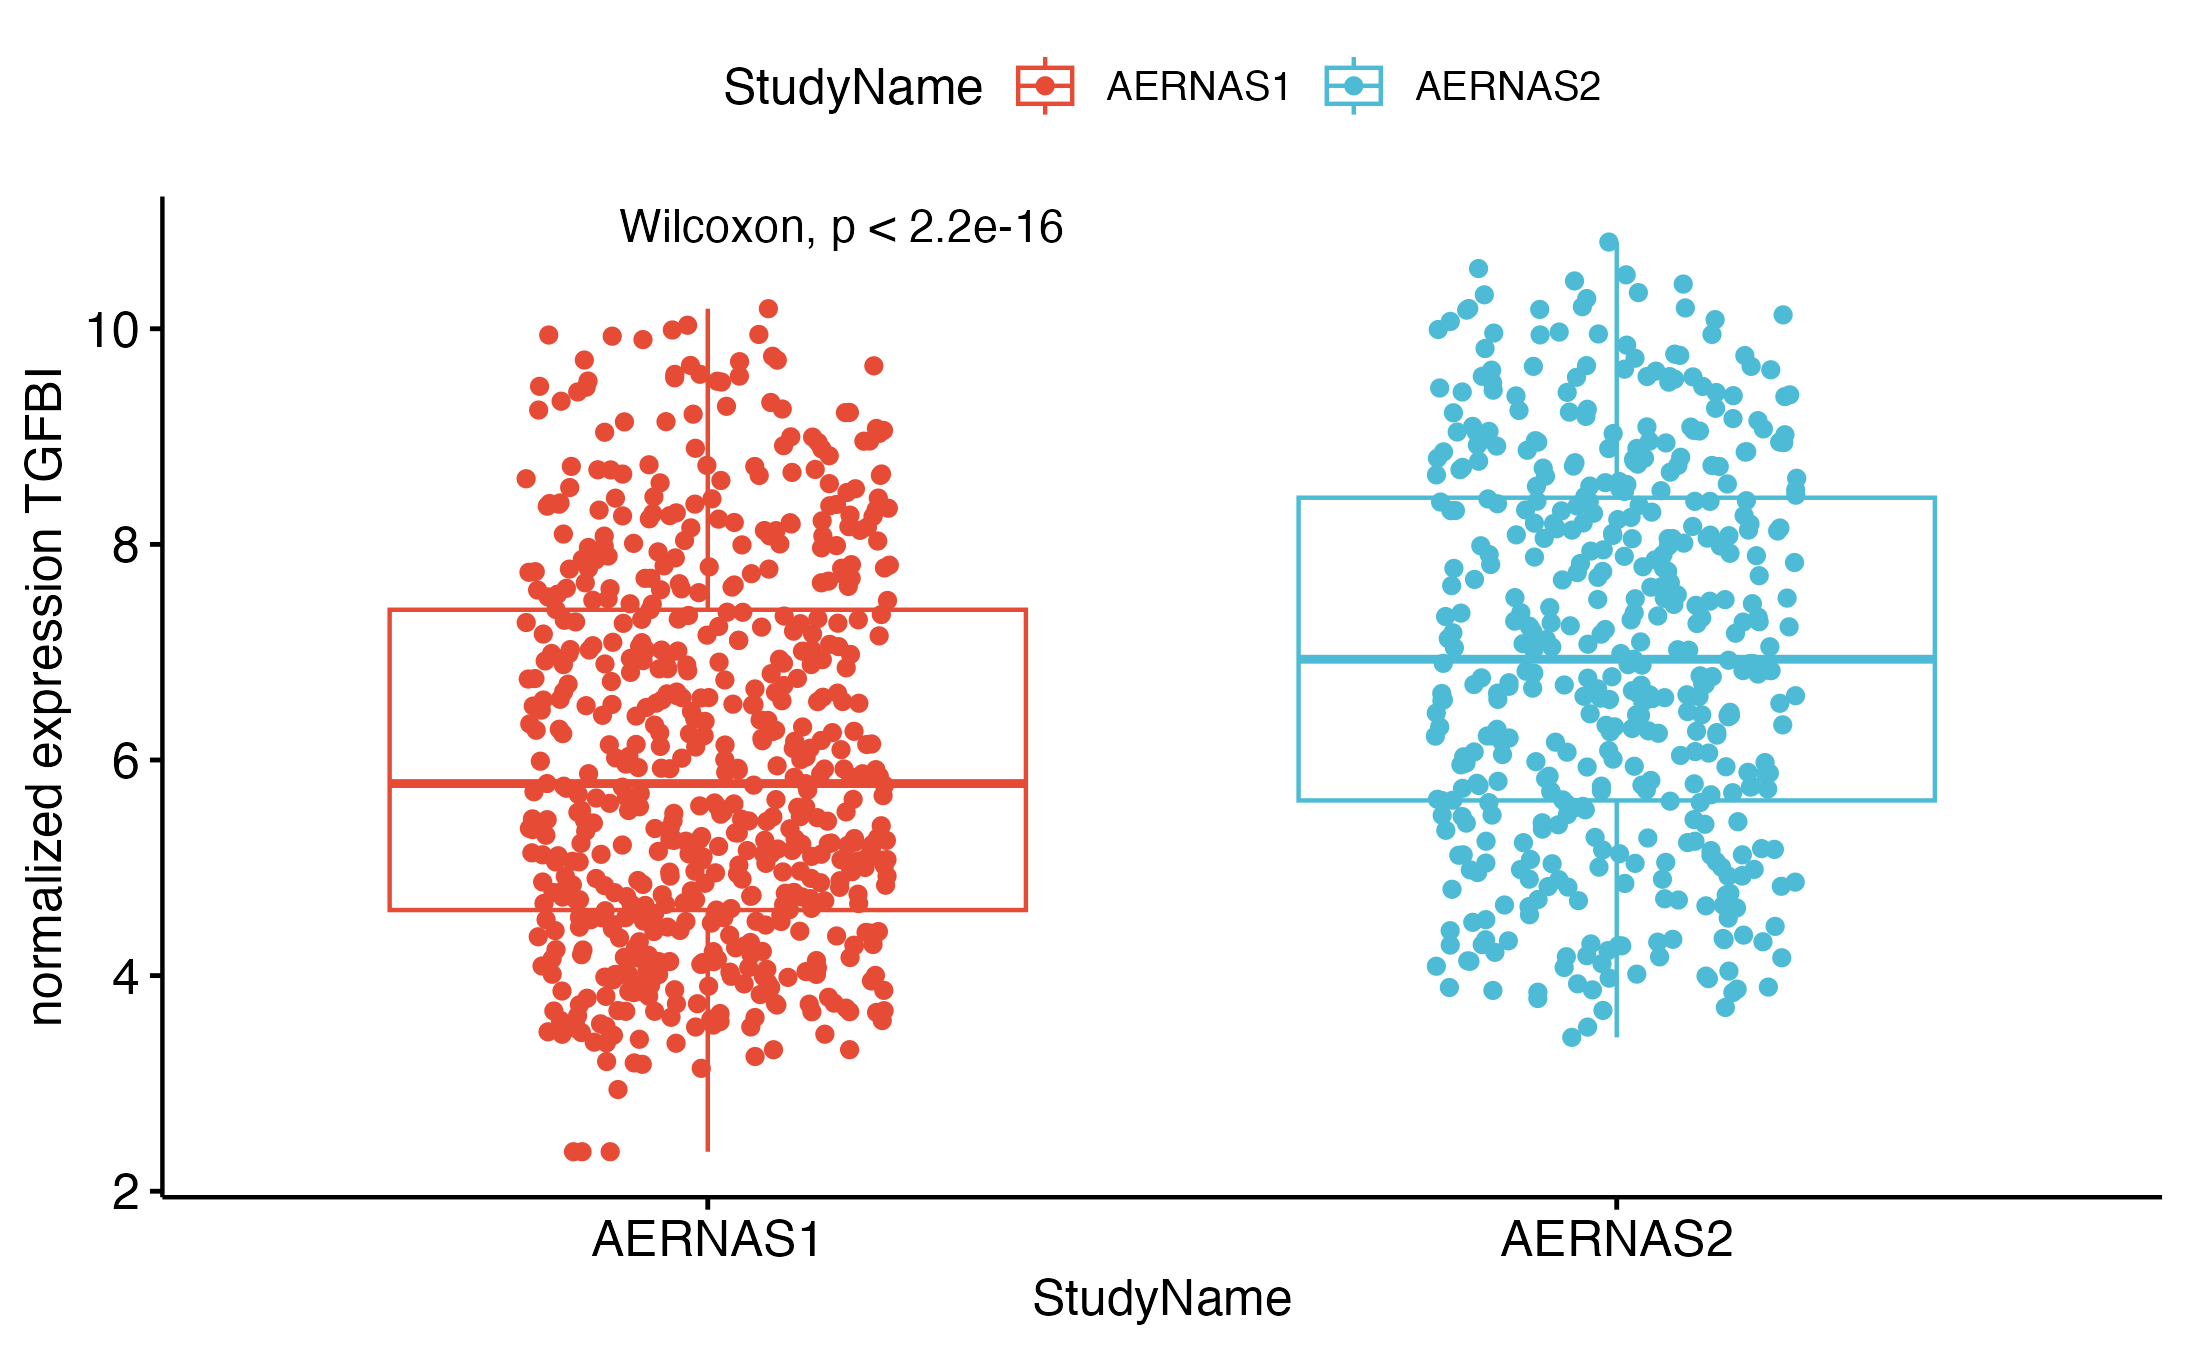 StudyName AERNAS1 AERNAS2
Wilcoxon, p < 2.2e-16
normalized expression TGFBI
10
8
6
4
2
AERNAS1 AERNAS2
StudyName